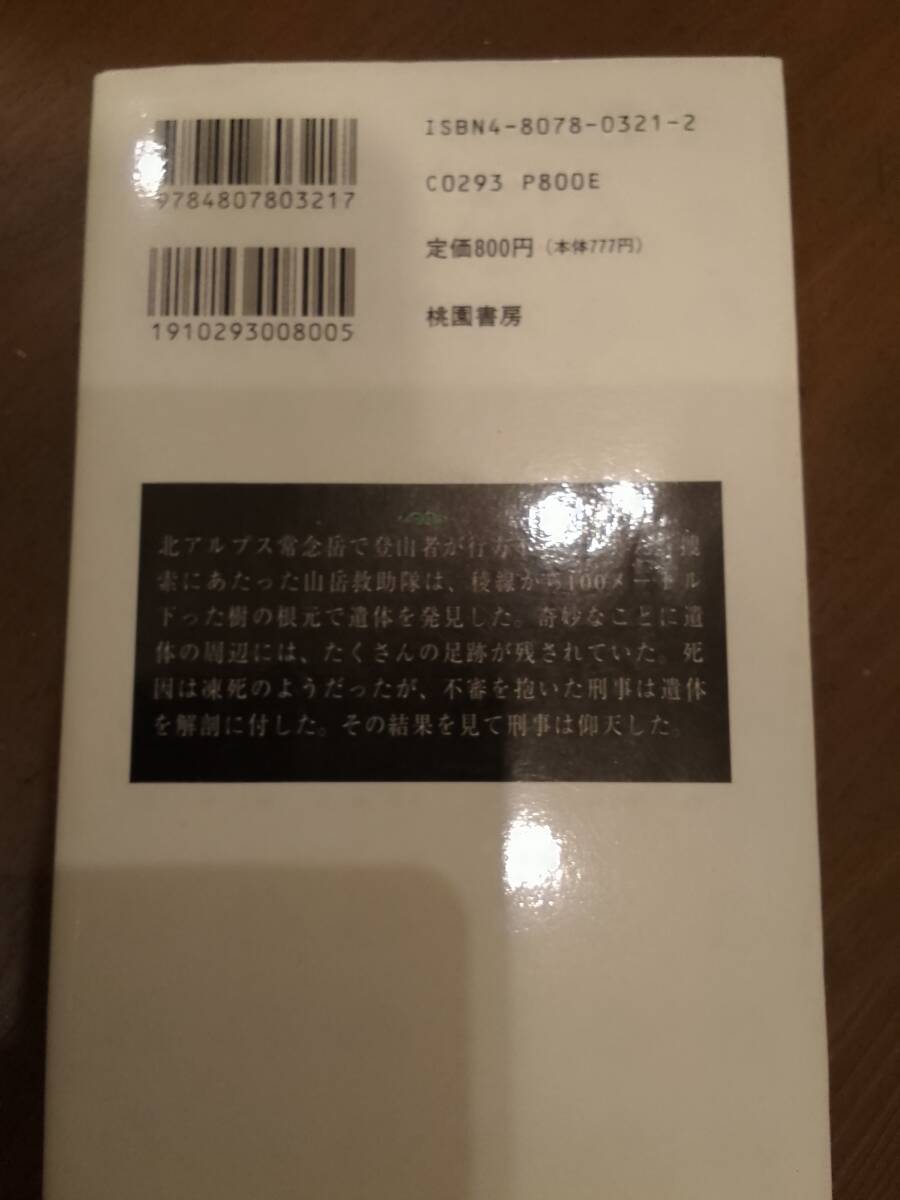 ISBN4-8078-0321-2
9784807803217
C0293 P800E
定価800円（本体777円）
1910293008005
桃園書房
北アルプス常念岳で登山者が行方 捜
索にあたった山岳救助隊は、稜線から100メートル
下った樹の根元で遺体を発見した。奇妙なことに遺
体の周辺には、たくさんの足跡が残されていた。死
因は凍死のようだったが、不審を抱いた刑事は遺体
を解剖に付した。その結果を見て刑事は仰天した。